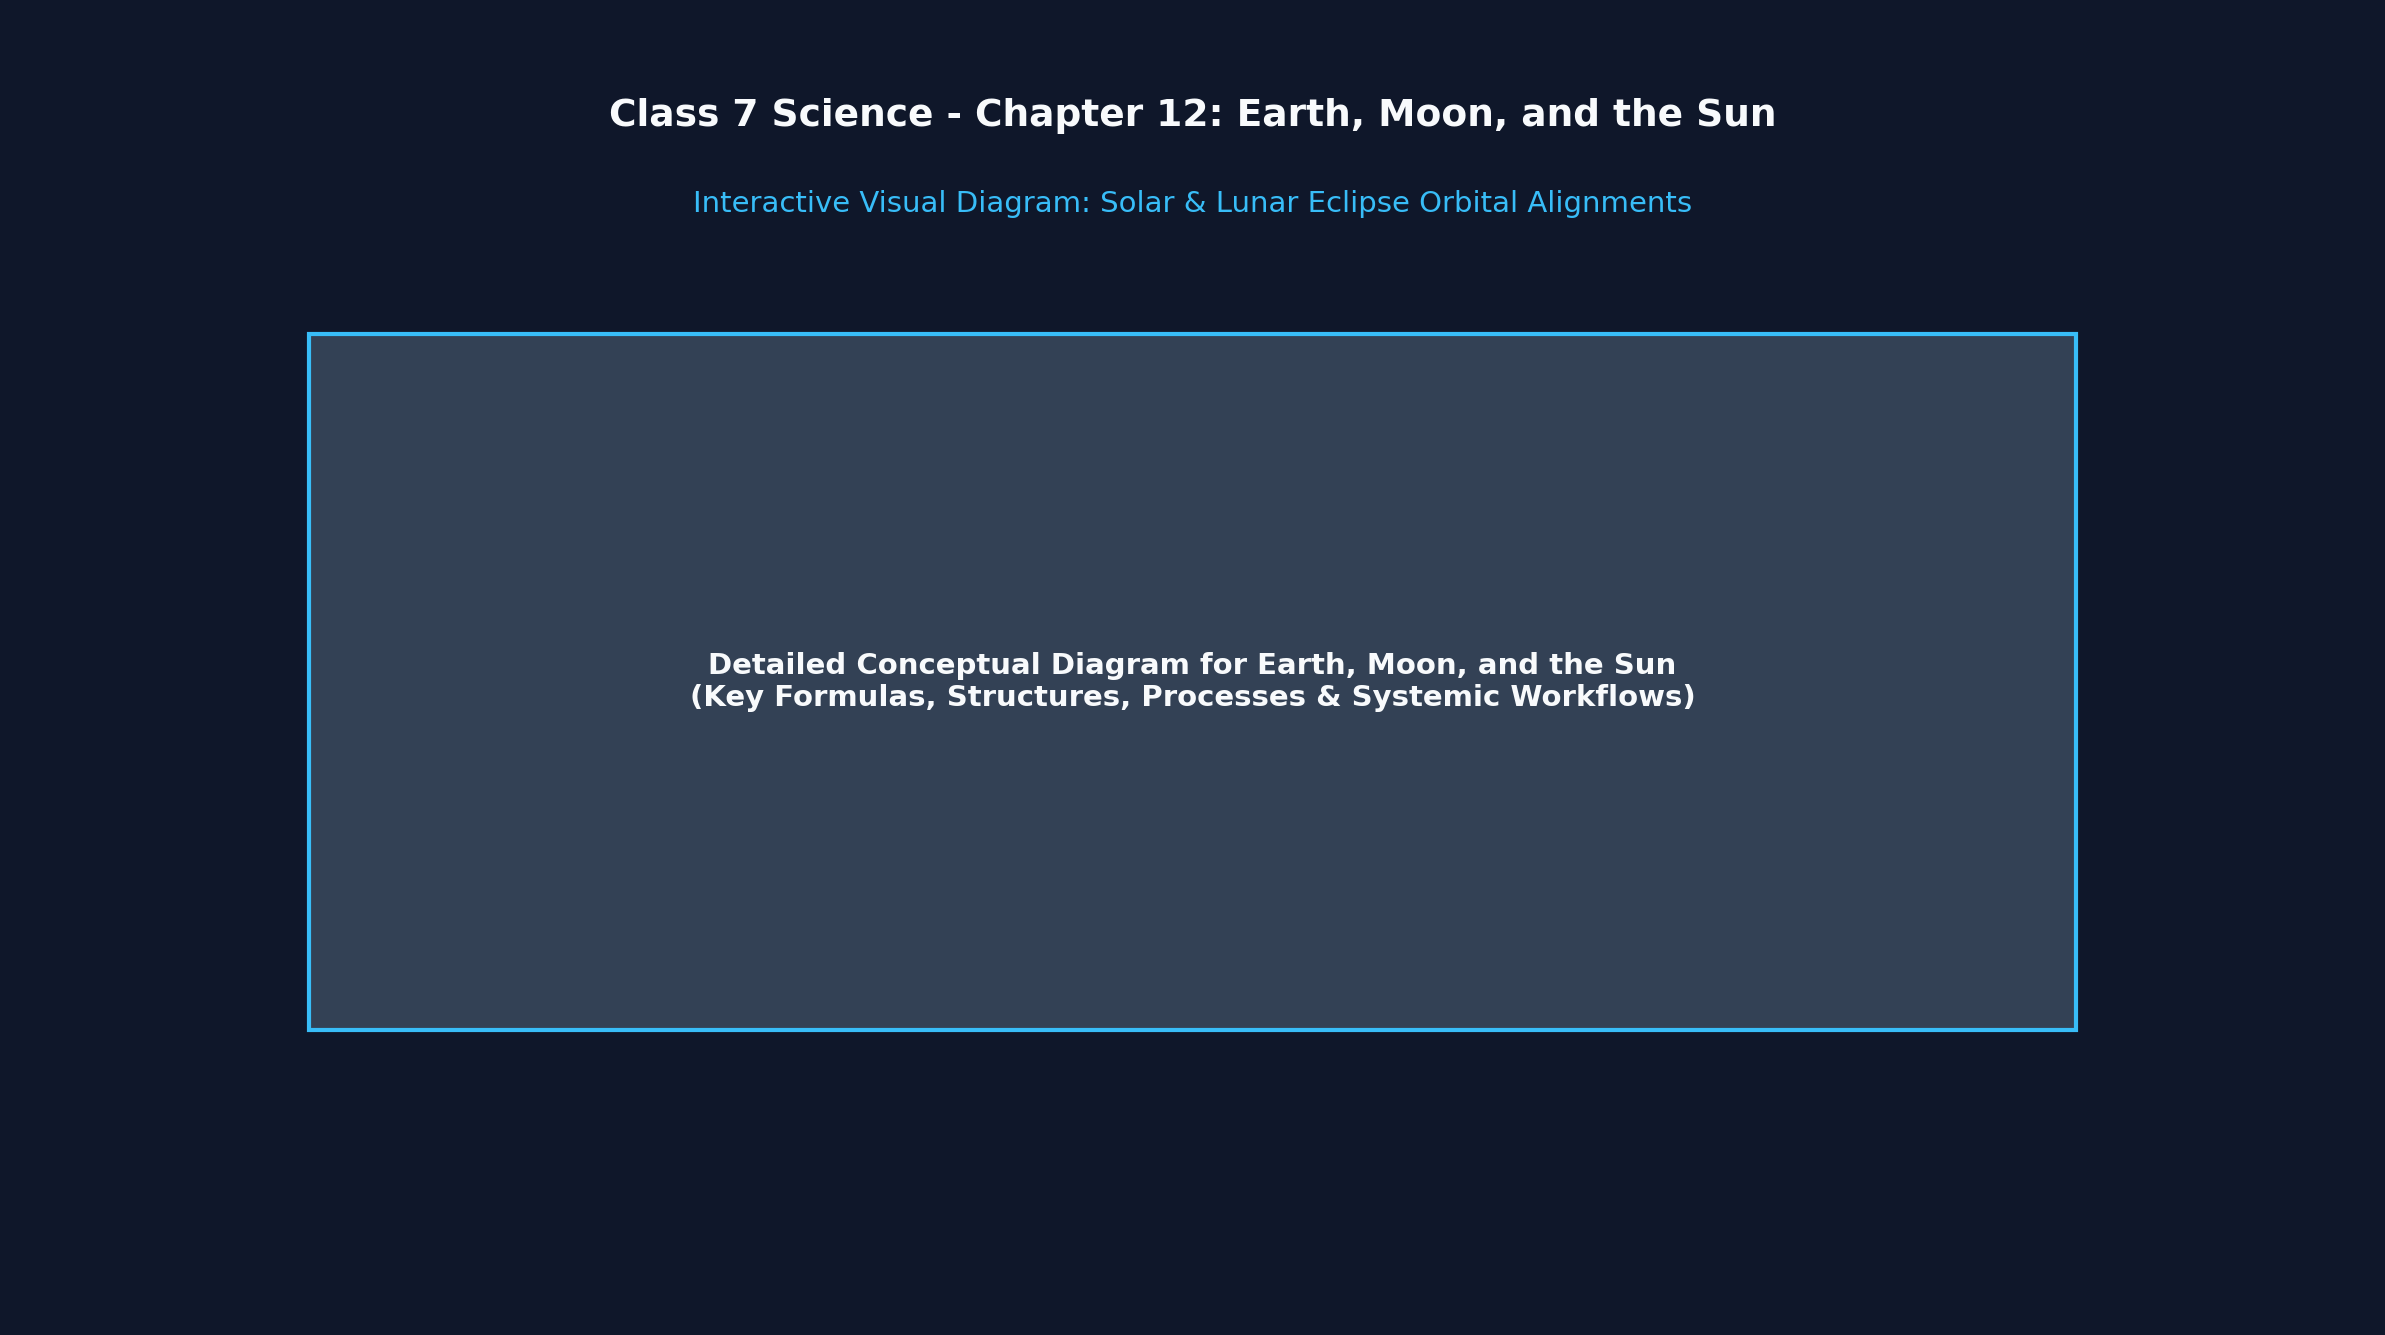 Class 7 Science - Chapter 12: Earth, Moon, and the Sun
Interactive Visual Diagram: Solar & Lunar Eclipse Orbital Alignments
Detailed Conceptual Diagram for Earth, Moon, and the Sun
(Key Formulas, Structures, Processes & Systemic Workflows)